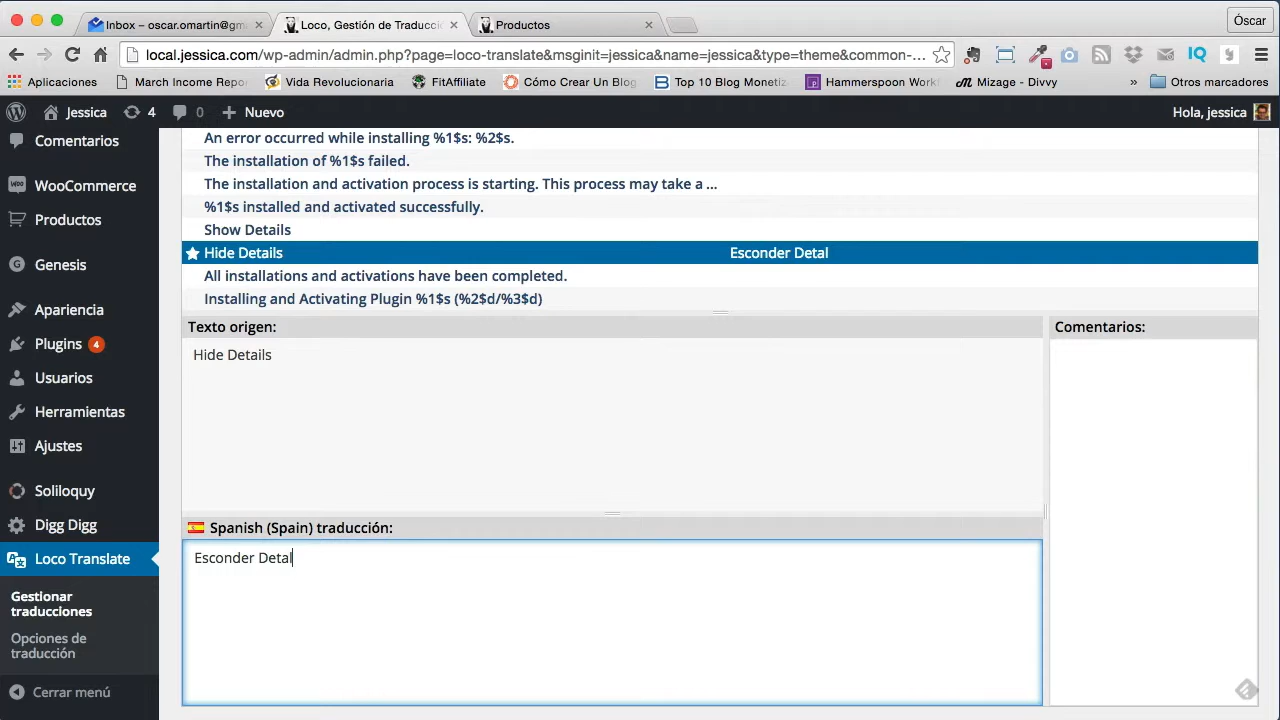 Inbox – oscar.omartin@gm
Loco, Gestión de Traducci
Productos
Óscar
local.jessica.com/wp-admin/admin.php?page=loco-translate&msginit=jessica&name=jessica&type=theme&common-...
Aplicaciones
March Income Repo
Vida Revolucionaria
FitAffiliate
Cómo Crear Un Blog
Top 10 Blog Monetiz
Hammerspoon Workf
Mizage - Divvy
»
Otros marcadores
Jessica
4
0
Nuevo
Hola, jessica
Comentarios
WooCommerce
Productos
Genesis
Apariencia
Plugins 4
Usuarios
Herramientas
Ajustes
Soliloquy
Digg Digg
Loco Translate
Gestionar
traducciones
Opciones de
traducción
Cerrar menú
An error occurred while installing %1$s: %2$s.
The installation of %1$s failed.
The installation and activation process is starting. This process may take a ...
%1$s installed and activated successfully.
Show Details
Hide Details Esconder Detal
All installations and activations have been completed.
Installing and Activating Plugin %1$s (%2$d/%3$d)
Texto origen:
Hide Details
Comentarios:
Spanish (Spain) traducción:
Esconder Detal